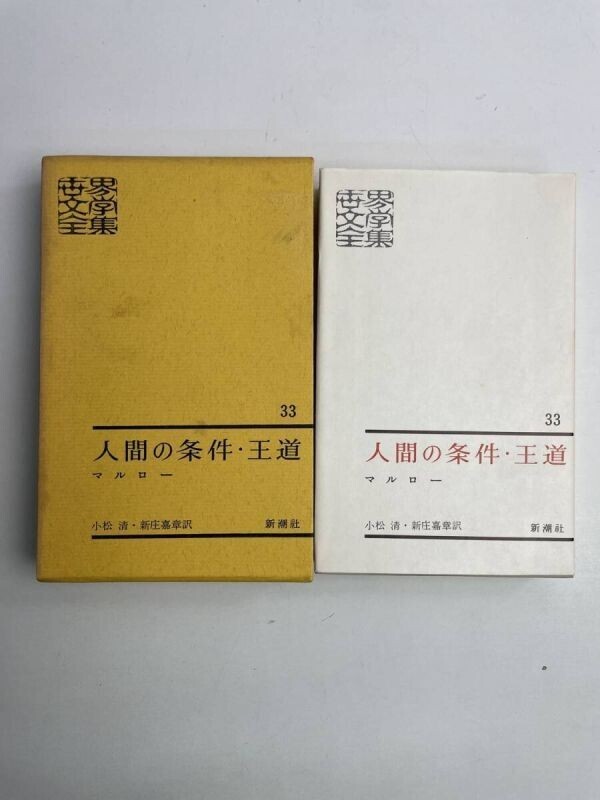 世界
文学
全集
33
人間の条件・王道
マルロー
小松 清・新庄嘉章訳 新潮社
世界
文学
全集
33
人間の条件・王道
マルロー
小松 清・新庄嘉章訳 新潮社